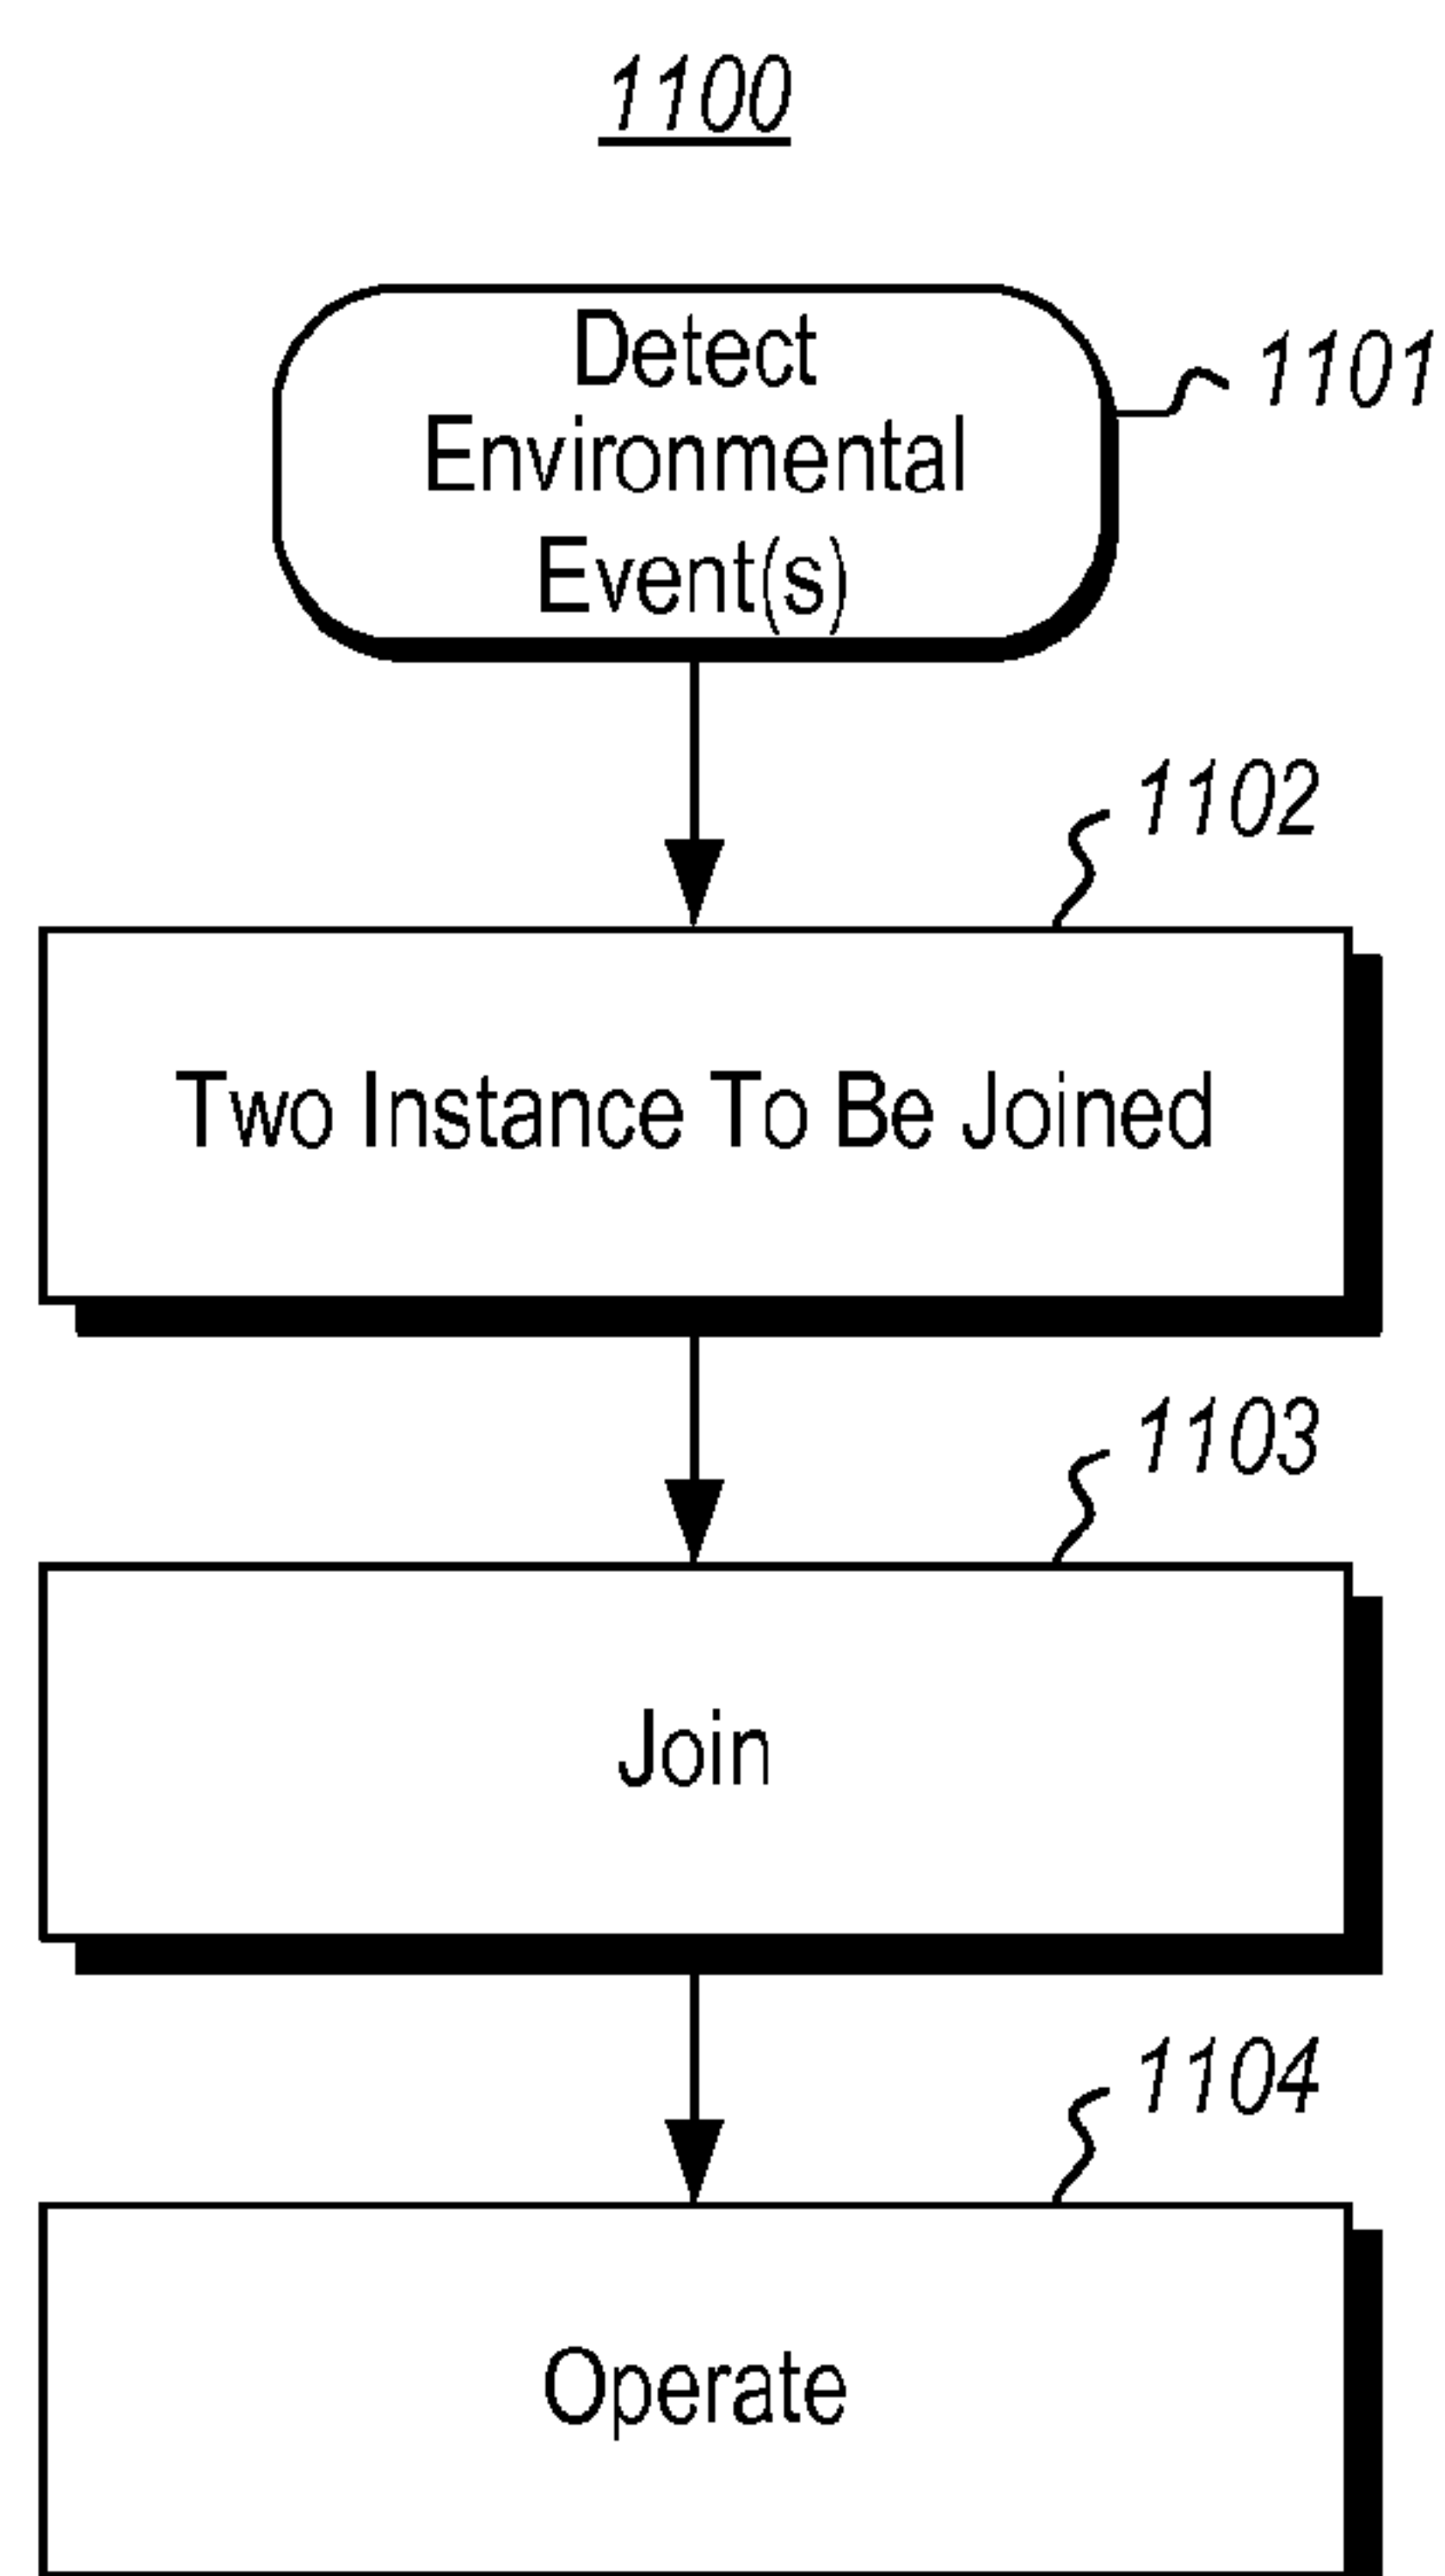 1100
Detect
Environmental
Event(s)
1101
1102
Two Instance To Be Joined
1103
Join
1104
Operate